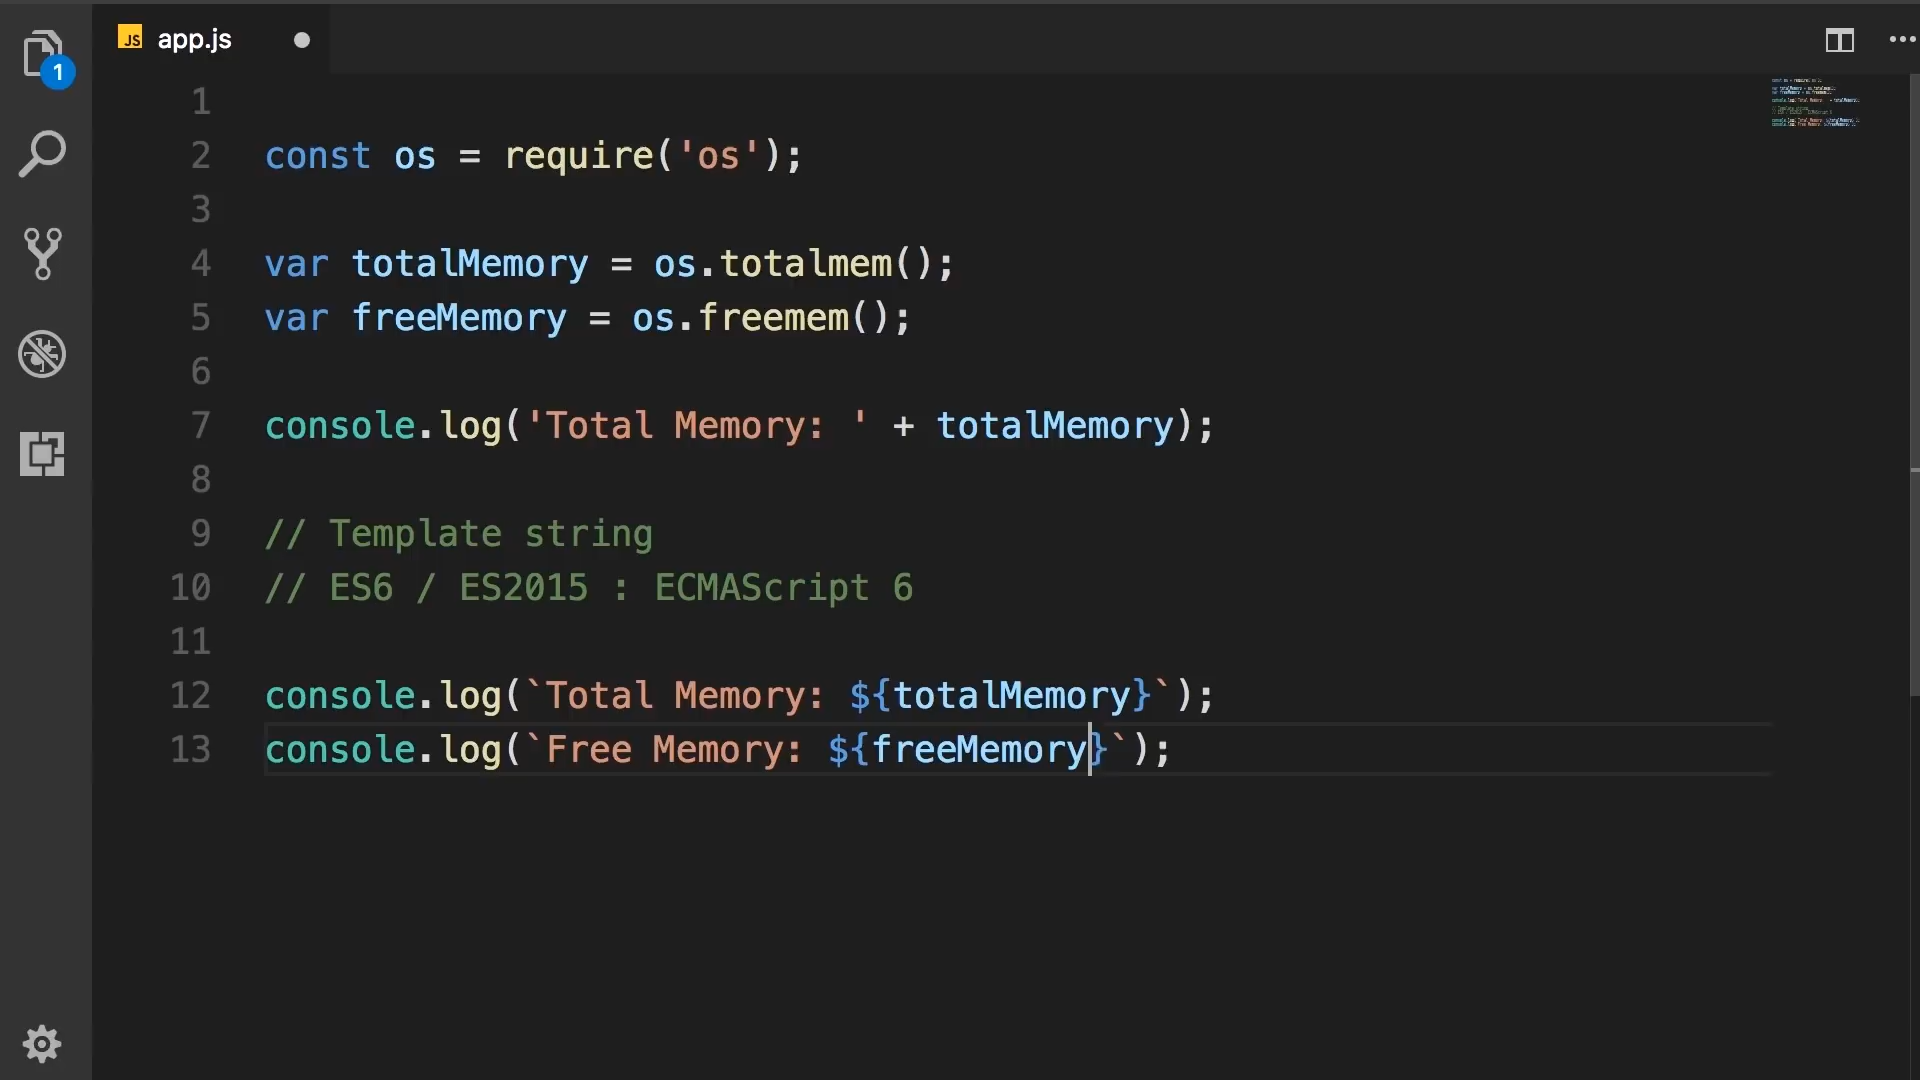 JS app.js
1
1
2 const os = require('os');
3
4 var totalMemory = os.totalmem();
5 var freeMemory = os.freemem();
6
7 console.log('Total Memory: ' + totalMemory);
8
9 // Template string
10 // ES6 / ES2015 : ECMAScript 6
11
12 console.log(`Total Memory: ${totalMemory}`);
13 console.log(`Free Memory: ${freeMemory}`);